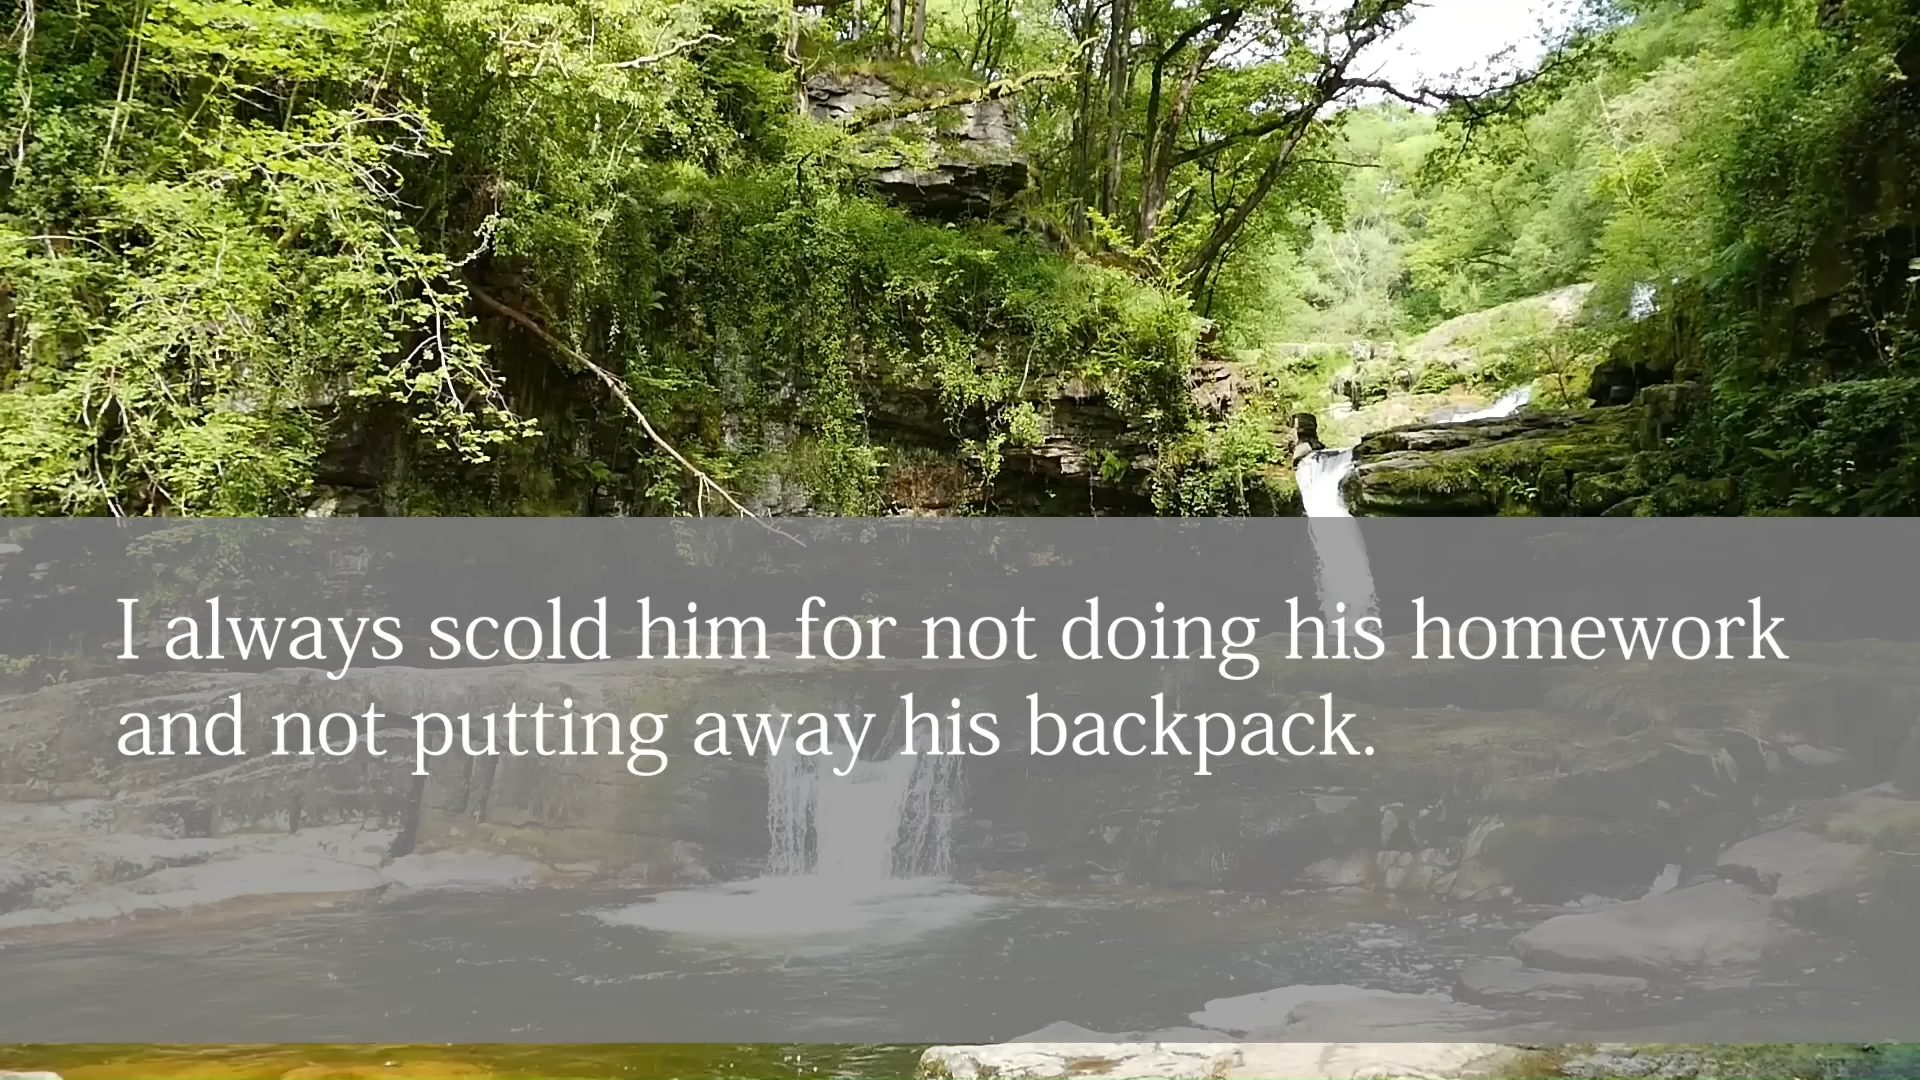 I always scold him for not doing his homework
and not putting away his backpack.